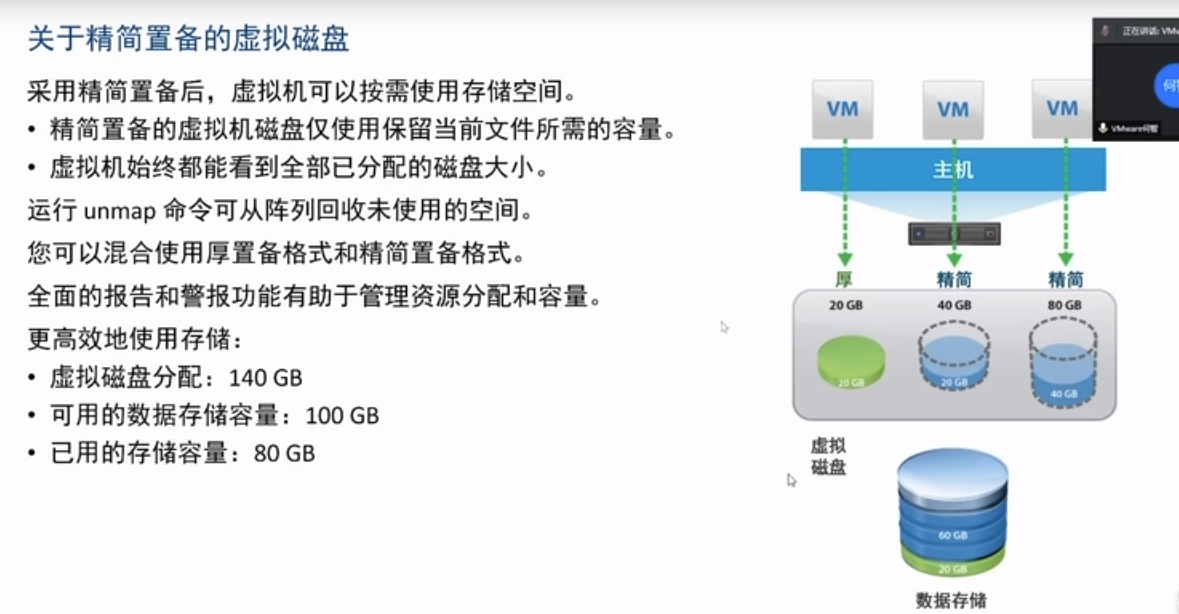 关于精简置备的虚拟磁盘
采用精简置备后，虚拟机可以按需使用存储空间。
• 精简置备的虚拟机磁盘仅使用保留当前文件所需的容量。
• 虚拟机始终都能看到全部已分配的磁盘大小。
运行 unmap 命令可从阵列回收未使用的空间。
您可以混合使用厚置备格式和精简置备格式。
全面的报告和警报功能有助于管理资源分配和容量。
更高效地使用存储：
• 虚拟磁盘分配：140 GB
• 可用的数据存储容量：100 GB
• 已用的存储容量：80 GB
正在讲话: VMw
VMware何智
VM
VM
VM
主机
厚
精简
精简
20 GB
40 GB
80 GB
20 GB
20 GB
40 GB
虚拟
磁盘
60 GB
20 GB
数据存储